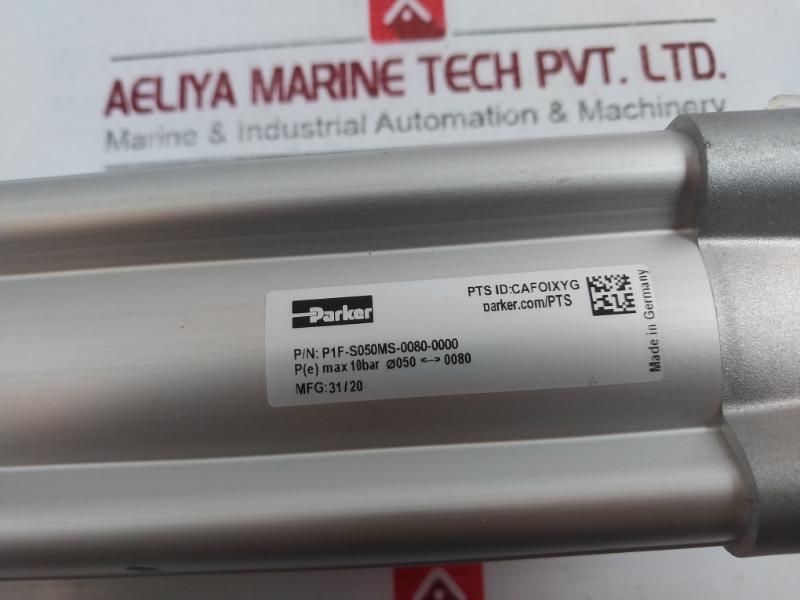 AELIYA MARINE TECH PVT. LTD.
Marine & Industrial Automation & Machinery
Parker
PTS ID:CAFOIXYG
parker.com/PTS
Made in Germany
P/N: P1F-S050MS-0080-0000
P(e) max 10bar Ø050 <--> 0080
MFG:31/20